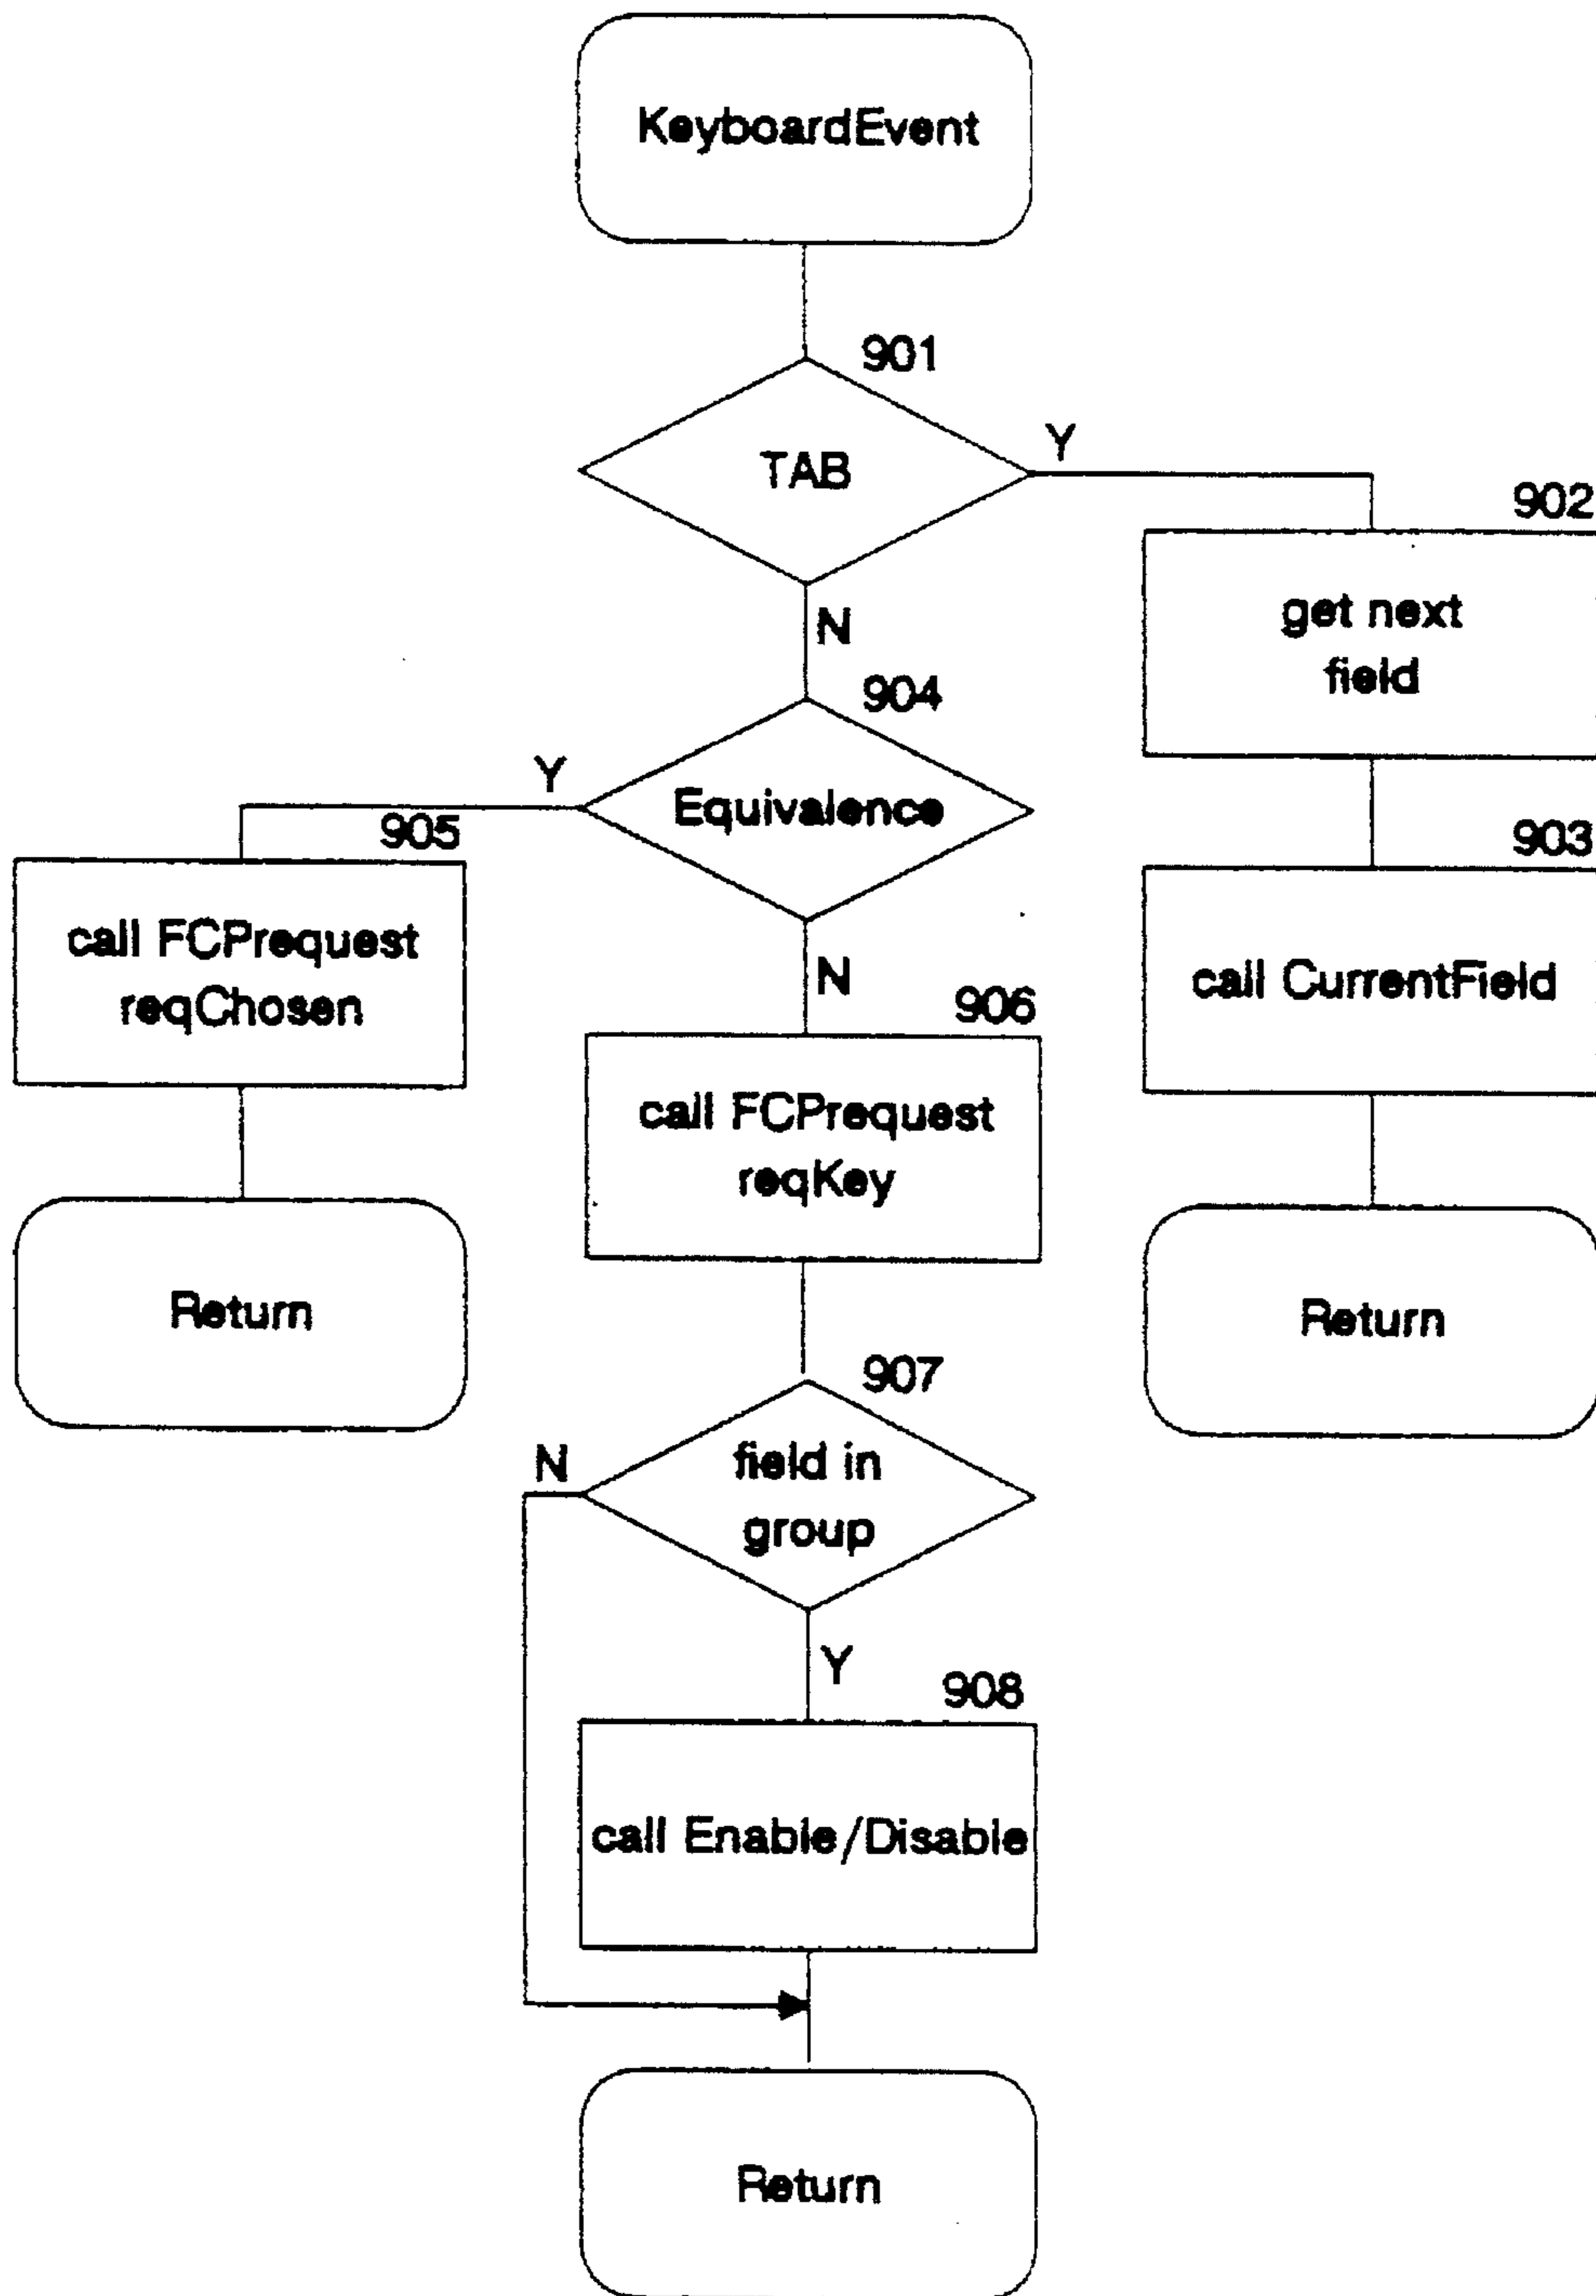 KeyboardEvent
901
TAB
Y
N
902
get next
field
903
call CurrentField
Return
904
Equivalence
Y
N
905
call FCPrequest
reqChosen
Return
906
call FCPrequest
reqKey
907
field in
group
N
Y
908
call Enable/Disable
Return